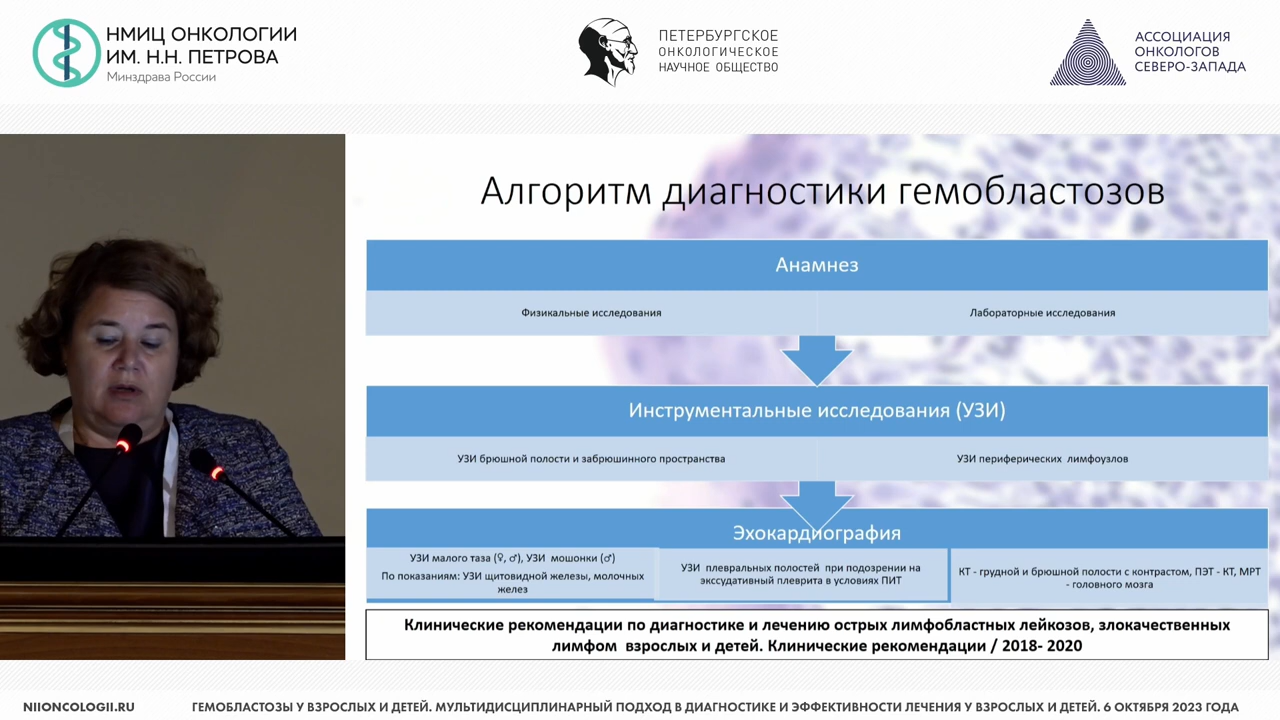 НМИЦ ОНКОЛОГИИ
ИМ. Н.Н. ПЕТРОВА
Минздрава России
ПЕТЕРБУРГСКОЕ
ОНКОЛОГИЧЕСКОЕ
НАУЧНОЕ ОБЩЕСТВО
АССОЦИАЦИЯ
ОНКОЛОГОВ
СЕВЕРО-ЗАПАДА
Алгоритм диагностики гемобластозов
Анамнез
Физикальные исследования
Лабораторные исследования
Инструментальные исследования (УЗИ)
УЗИ брюшной полости и забрюшинного пространства
УЗИ периферических лимфоузлов
Эхокардиография
УЗИ малого таза (♀, ♂), УЗИ мошонки (♂)
По показаниям: УЗИ щитовидной железы, молочных
желез
УЗИ плевральных полостей при подозрении на
экссудативный плеврит в условиях ПИТ
КТ - грудной и брюшной полости с контрастом, ПЭТ - КТ, МРТ
- головного мозга
Клинические рекомендации по диагностике и лечению острых лимфобластных лейкозов, злокачественных
лимфом взрослых и детей. Клинические рекомендации / 2018- 2020
NIIONCOLOGII.RU
ГЕМОБЛАСТОЗЫ У ВЗРОСЛЫХ И ДЕТЕЙ. МУЛЬТИДИСЦИПЛИНАРНЫЙ ПОДХОД В ДИАГНОСТИКЕ И ЭФФЕКТИВНОСТИ ЛЕЧЕНИЯ У ВЗРОСЛЫХ И ДЕТЕЙ. 6 ОКТЯБРЯ 2023 ГОДА